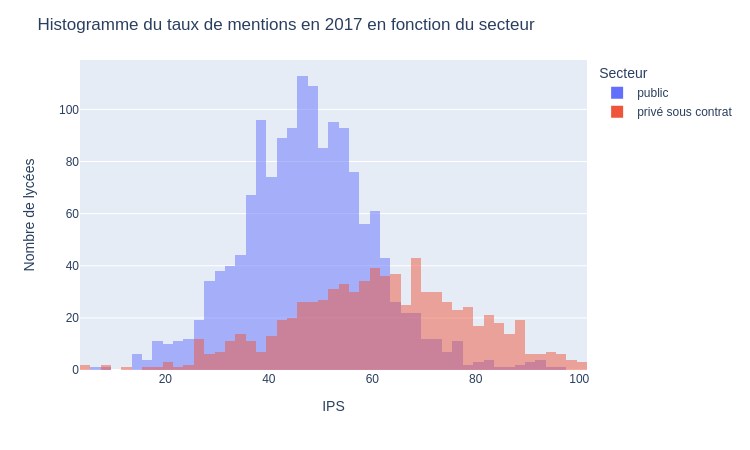 Histogramme du taux de mentions en 2017 en fonction du secteur
Secteur
public
privé sous contrat
Nombre de lycées
100
80
60
40
20
0
20
40
60
80
100
IPS